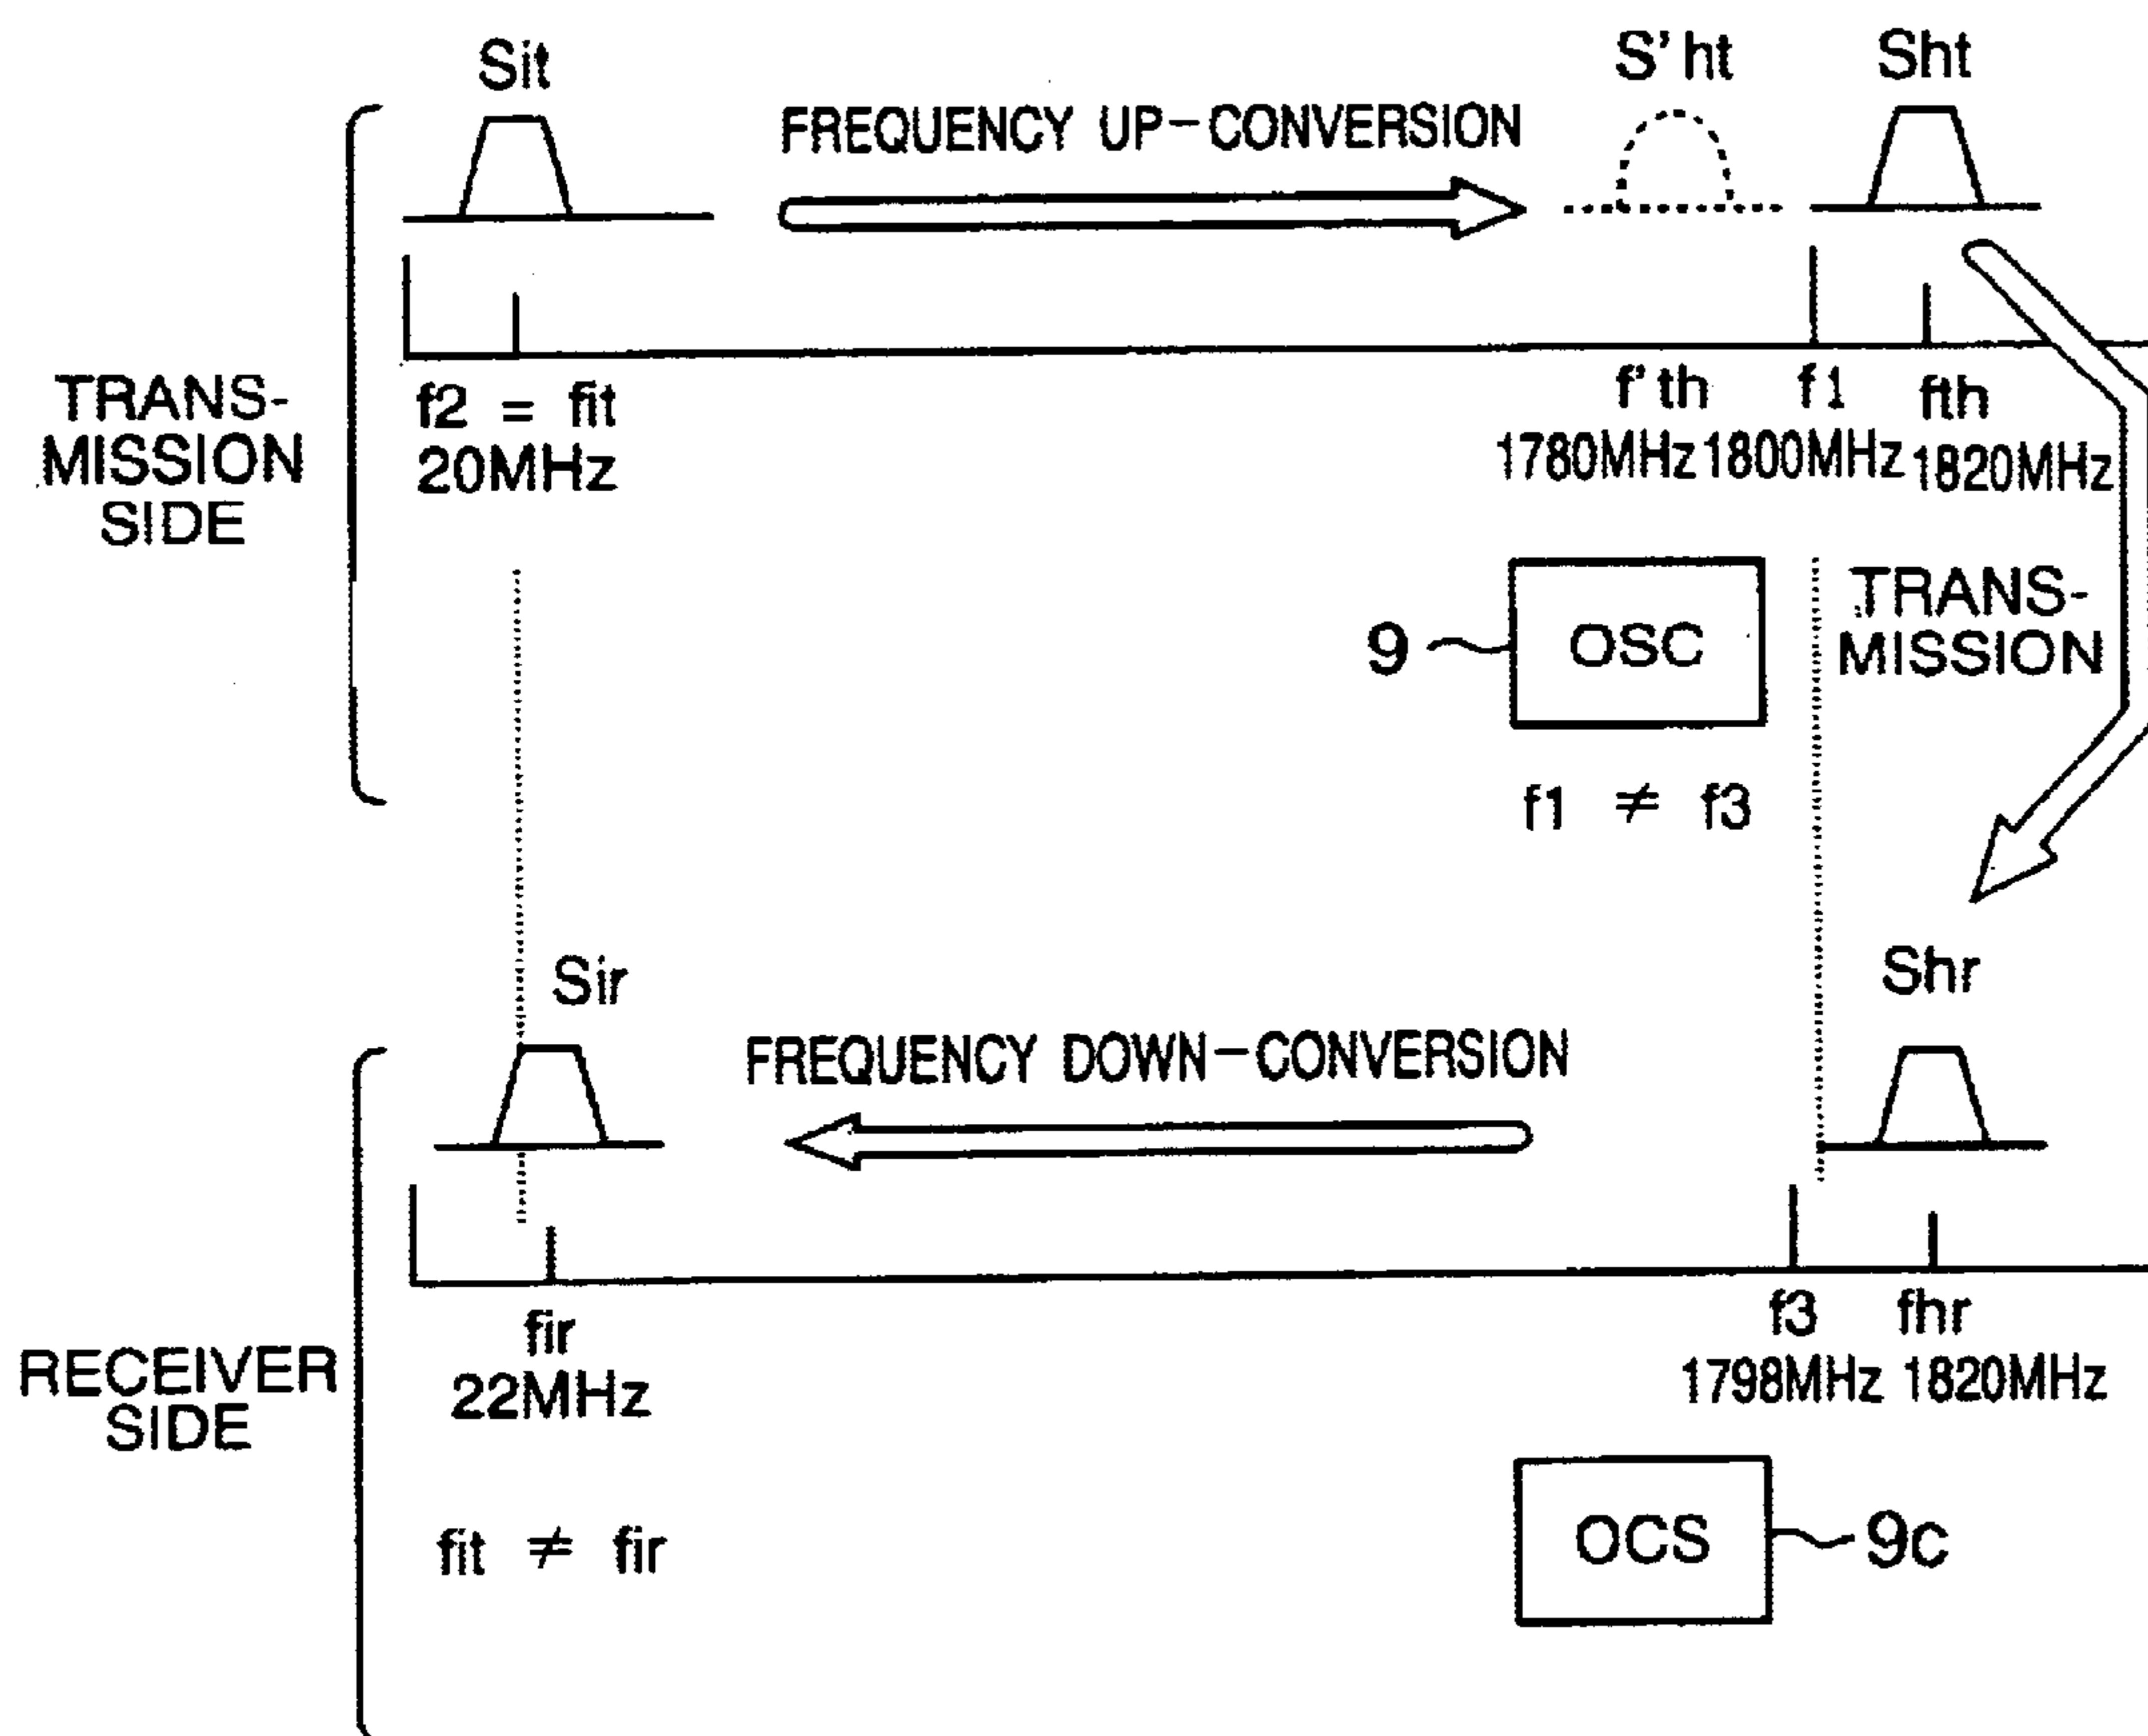 Sit
S'ht
Sht
FREQUENCY UP-CONVERSION
TRANS-
MISSION
SIDE
f2 = fit
20MHz
f'th
f1
fth
1780MHz
1800MHz
1820MHz
9
OSC
TRANS-
MISSION
f1 ≠ f3
Sir
Shr
FREQUENCY DOWN-CONVERSION
RECEIVER
SIDE
fir
22MHz
f3
fhr
1798MHz
1820MHz
fit ≠ fir
OCS
9c